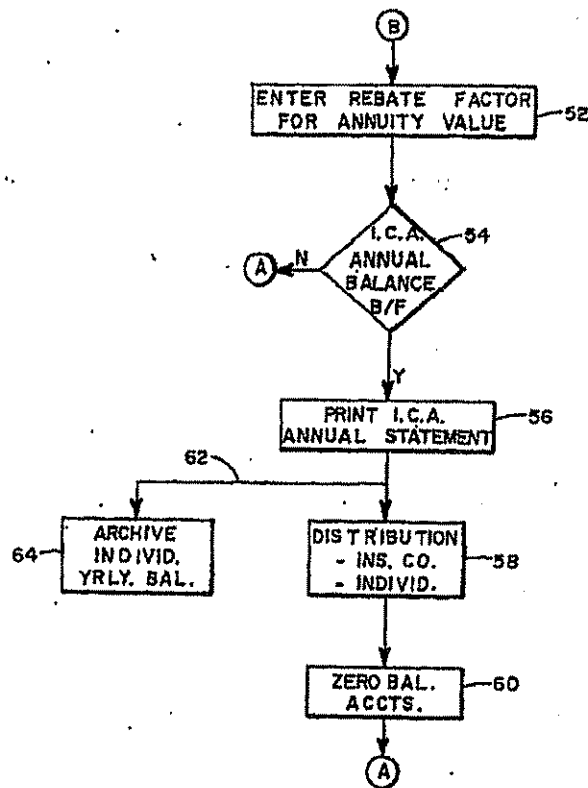 B
ENTER REBATE FACTOR
FOR ANNUITY VALUE
52
I.C.A.
ANNUAL
BALANCE
B/F
54
N
A
Y
PRINT I.C.A.
ANNUAL STATEMENT
56
62
ARCHIVE
INDIVID.
YRLY. BAL.
64
DISTRIBUTION
- INS. CO.
- INDIVID.
58
ZERO BAL.
ACCTS.
60
A